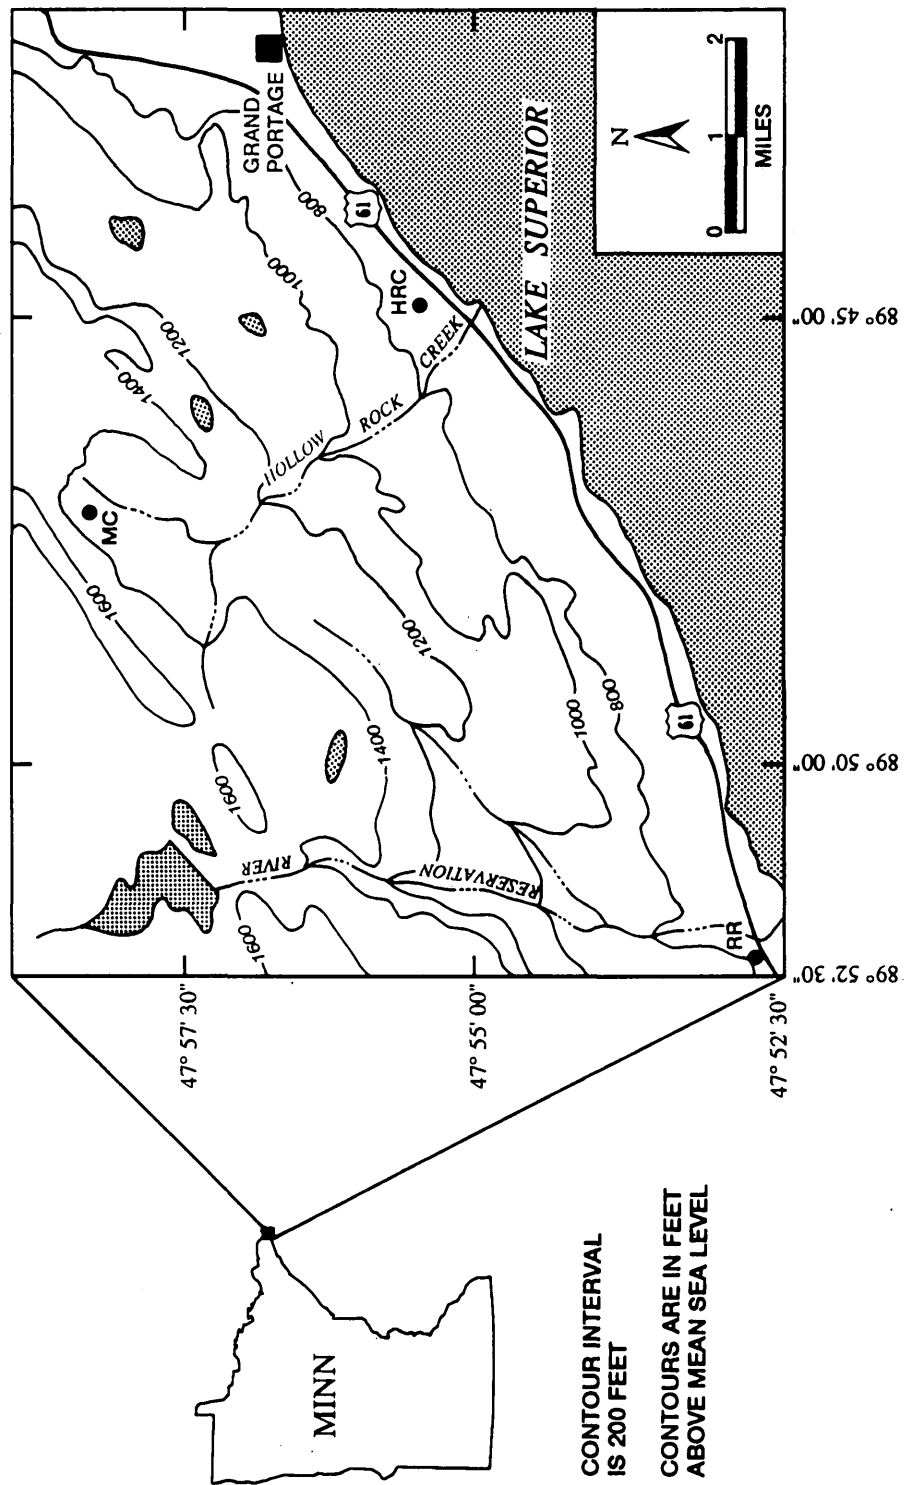 MINN
CONTOUR INTERVAL
IS 200 FEET
CONTOURS ARE IN FEET
ABOVE MEAN SEA LEVEL
47° 57' 30"
47° 55' 00"
47° 52' 30"
89° 52' 30"
89° 50' 00"
89° 45' 00"
1600
1600
1600
1400
1400
1200
1200
1000
1000
800
800
MC
HRC
RR
RIVER
RESERVATION
HOLLOW
ROCK
CREEK
GRAND
PORTAGE
61
61
LAKE SUPERIOR
N
0 1 2
MILES